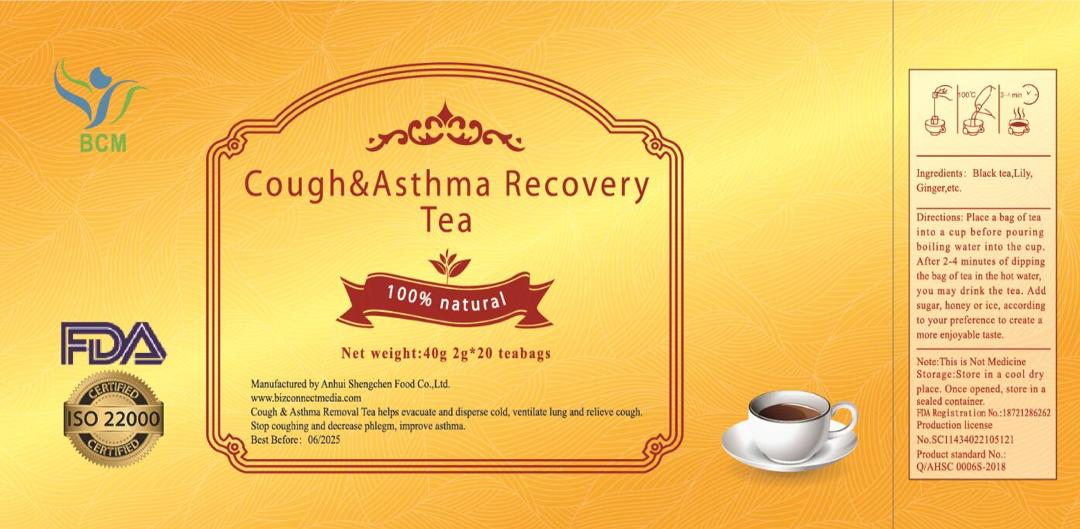 BCM
Cough&Asthma Recovery
Tea
100% natural
Net weight:40g 2g*20 teabags
Manufactured by Anhui Shengchen Food Co.,Ltd.
www.bizconnectmedia.com
Cough & Asthma Removal Tea helps evacuate and disperse cold, ventilate lung and relieve cough.
Stop coughing and decrease phlegm, improve asthma.
Best Before: 06/2025
FDA
CERTIFIED
ISO 22000
CERTIFIED
100℃
3-4 min
Ingredients: Black tea,Lily,
Ginger,etc.
Directions: Place a bag of tea
into a cup before pouring
boiling water into the cup.
After 2-4 minutes of dipping
the bag of tea in the hot water,
you may drink the tea. Add
sugar, honey or ice, according
to your preference to create a
more enjoyable taste.
Note:This is Not Medicine
Storage:Store in a cool dry
place. Once opened, store in a
sealed container.
FDA Registration No.:18721286262
Production license
No.SC11434022105121
Product standard No.:
Q/AHSC 0006S-2018